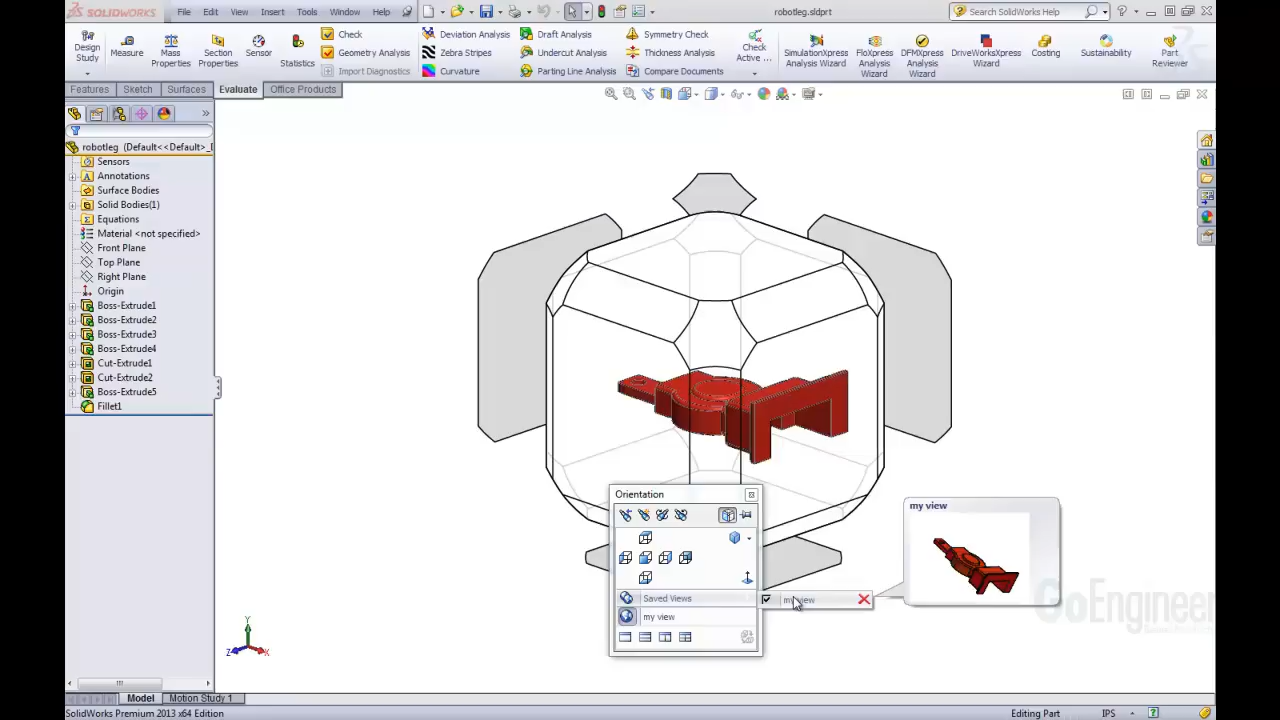 SOLIDWORKS File Edit View Insert Tools Window Help robotleg.sldprt Search SolidWorks Help
Design Study Measure Mass Properties Section Properties Sensor Statistics
Check Deviation Analysis Draft Analysis Symmetry Check
Geometry Analysis Zebra Stripes Undercut Analysis Thickness Analysis
Import Diagnostics Curvature Parting Line Analysis Compare Documents
Check Active ... SimulationXpress Analysis Wizard FloXpress Analysis Wizard DFMXpress Analysis Wizard DriveWorksXpress Wizard Costing Sustainability Part Reviewer
Features Sketch Surfaces Evaluate Office Products
robotleg (Default<<Default>_
Sensors
Annotations
Surface Bodies
Solid Bodies(1)
Equations
Material <not specified>
Front Plane
Top Plane
Right Plane
Origin
Boss-Extrude1
Boss-Extrude2
Boss-Extrude3
Boss-Extrude4
Cut-Extrude1
Cut-Extrude2
Boss-Extrude5
Fillet1
Orientation
Saved Views
my view
my view
my view
GoEngineer
Y
Z X
Model Motion Study 1
SolidWorks Premium 2013 x64 Edition Editing Part IPS